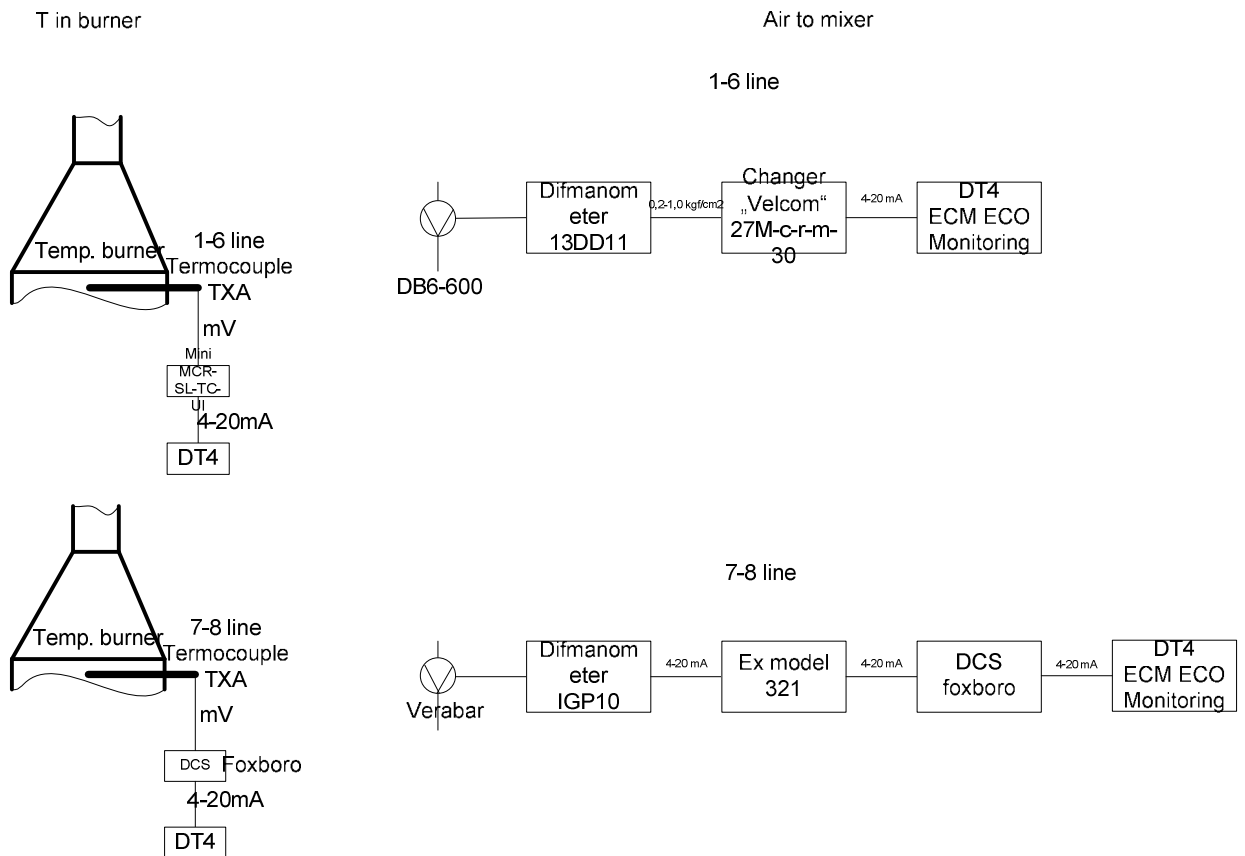 T in burner
Air to mixer
1-6 line
Temp. burner
1-6 line
Termocouple
TXA
mV
Mini
MCR-
SL-TC-
UI
4-20mA
DT4
DB6-600
Difmanom
eter
13DD11
0,2-1,0 kgf/cm2
Changer
„Velcom“
27M-c-r-m-
30
4-20 mA
DT4
ECM ECO
Monitoring
7-8 line
Temp. burner
7-8 line
Termocouple
TXA
mV
DCS
Foxboro
4-20mA
DT4
Verabar
Difmanom
eter
IGP10
4-20 mA
Ex model
321
4-20 mA
DCS
foxboro
4-20 mA
DT4
ECM ECO
Monitoring